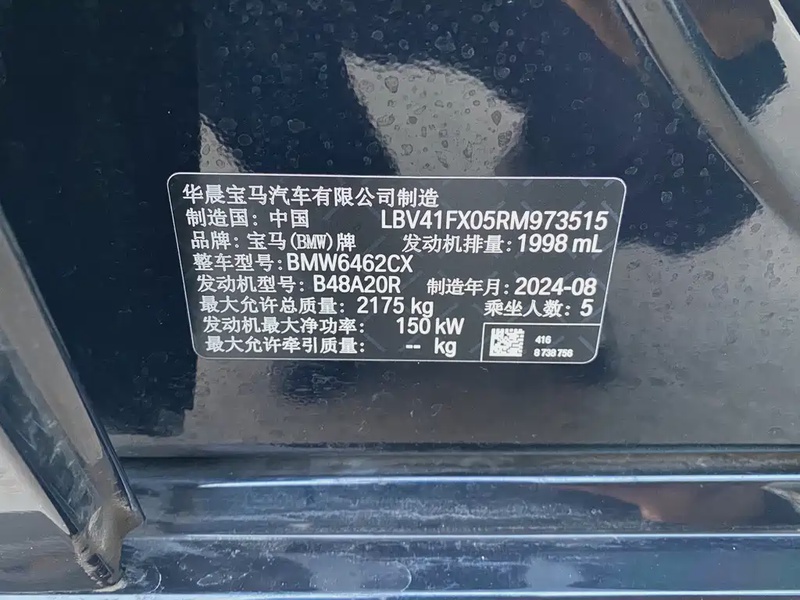 华晨宝马汽车有限公司制造
制造国: 中国 LBV41FX05RM973515
品牌: 宝马(BMW)牌 发动机排量: 1998 mL
整车型号: BMW6462CX
发动机型号: B48A20R 制造年月: 2024-08
最大允许总质量: 2175 kg 乘坐人数: 5
发动机最大净功率: 150 kW
最大允许牵引质量: -- kg
416
8 738 756